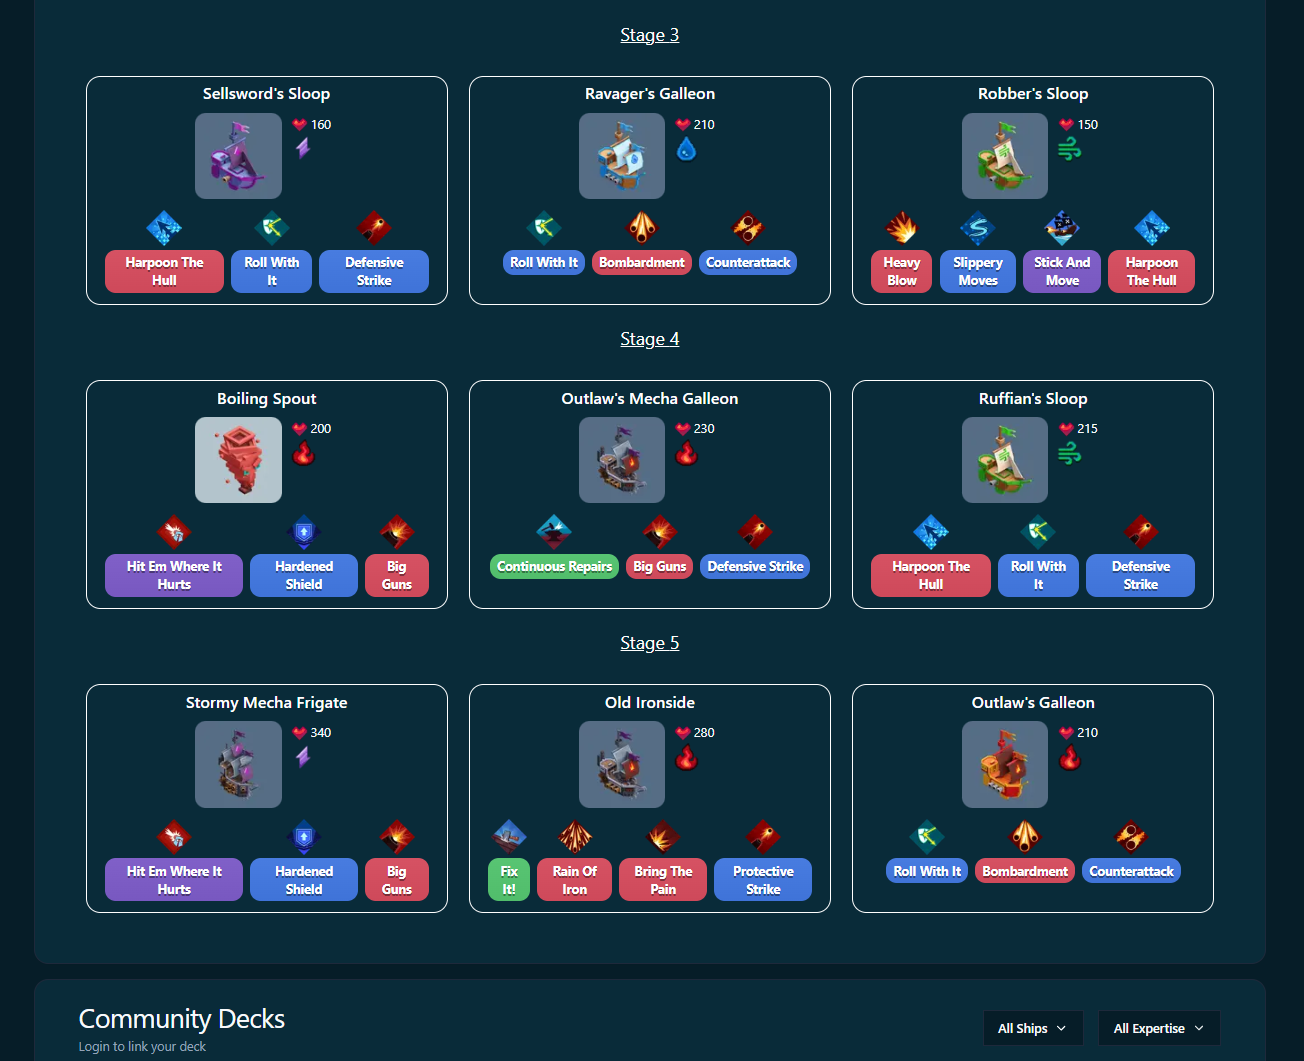 Stage 3
Sellsword's Sloop
160
Harpoon The
Hull
Roll With
It
Defensive
Strike
Ravager's Galleon
210
Roll With It
Bombardment
Counterattack
Robber's Sloop
150
Heavy
Blow
Slippery
Moves
Stick And
Move
Harpoon
The Hull
Stage 4
Boiling Spout
200
Hit Em Where It
Hurts
Hardened
Shield
Big
Guns
Outlaw's Mecha Galleon
230
Continuous Repairs
Big Guns
Defensive Strike
Ruffian's Sloop
215
Harpoon The
Hull
Roll With
It
Defensive
Strike
Stage 5
Stormy Mecha Frigate
340
Hit Em Where It
Hurts
Hardened
Shield
Big
Guns
Old Ironside
280
Fix
It!
Rain Of
Iron
Bring The
Pain
Protective
Strike
Outlaw's Galleon
210
Roll With It
Bombardment
Counterattack
Community Decks
Login to link your deck
All Ships
All Expertise